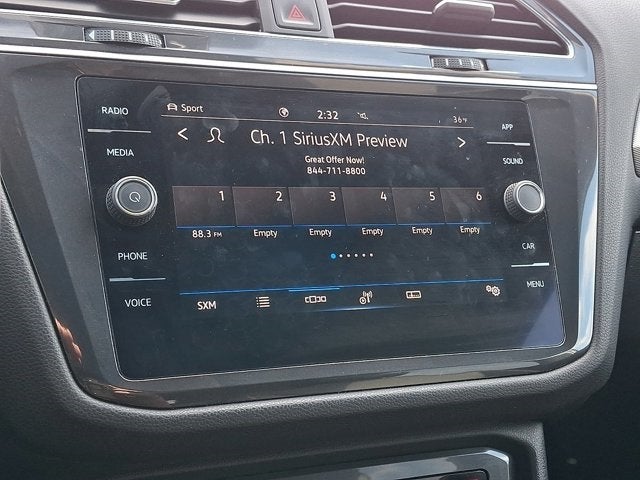 RADIO
MEDIA
PHONE
VOICE
Sport 2:32 36°F
< Ch. 1 SiriusXM Preview >
Great Offer Now!
844-711-8800
1 2 3 4 5 6
88.3 FM Empty Empty Empty Empty Empty
SXM
APP
SOUND
CAR
MENU